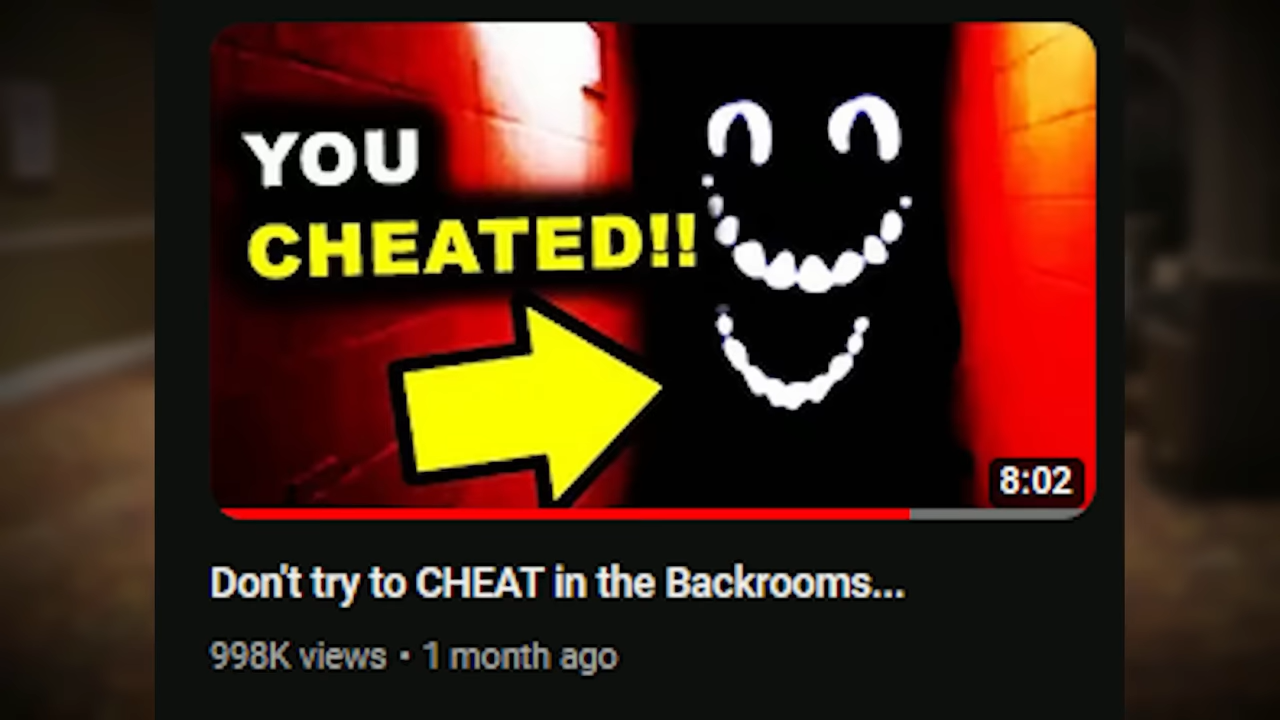 YOU
CHEATED!!
8:02
Don't try to CHEAT in the Backrooms...
998K views • 1 month ago